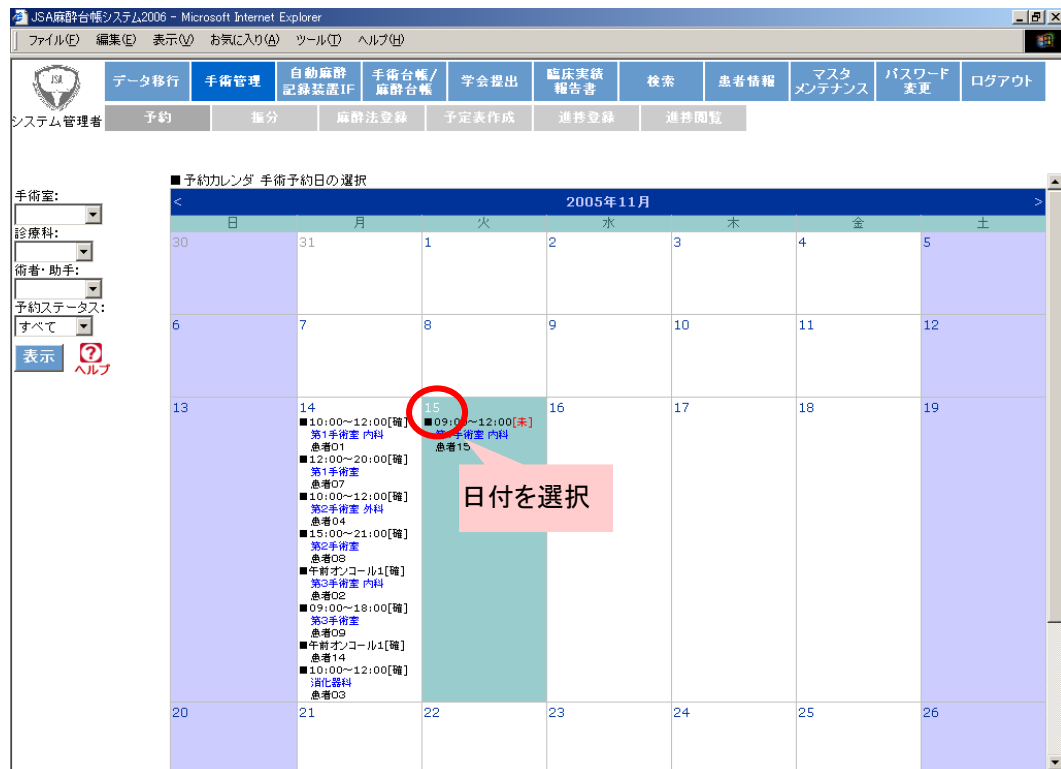 JSA麻酔台帳システム2006 - Microsoft Internet Explorer
ファイル(F) 編集(E) 表示(V) お気に入り(A) ツール(T) ヘルプ(H)
JSA
データ移行 手術管理 自動麻酔記録装置IF 手術台帳/麻酔台帳 学会提出 臨床実績報告書 検索 患者情報 マスタメンテナンス パスワード変更 ログアウト
システム管理者 予約 振分 麻酔法登録 予定表作成 進捗登録 進捗閲覧
■予約カレンダ 手術予約日の選択
手術室:
診療科:
術者・助手:
予約ステータス:
すべて
表示 ?
ヘルプ
< 2005年11月 >
日 月 火 水 木 金 土
30 31 1 2 3 4 5
6 7 8 9 10 11 12
13 14 15 16 17 18 19
■10:00~12:00[確]
第1手術室 内科
患者01
■12:00~20:00[確]
第1手術室
患者07
■10:00~12:00[確]
第2手術室 外科
患者04
■15:00~21:00[確]
第2手術室
患者08
■午前オンコール1[確]
第3手術室 内科
患者02
■09:00~18:00[確]
第3手術室
患者09
■午前オンコール1[確]
患者14
■10:00~12:00[確]
消化器科
患者03
■09:00~12:00[未]
手術室 内科
患者15
日付を選択
20 21 22 23 24 25 26